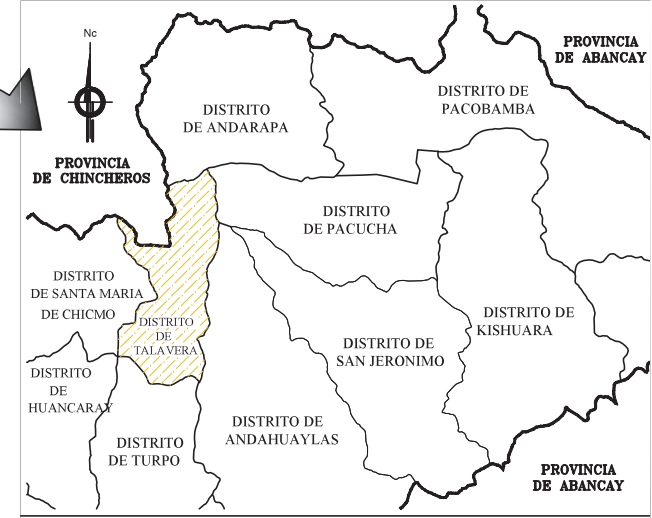 Nc
PROVINCIA
DE ABANCAY
DISTRITO DE
PACOBAMBA
DISTRITO
DE ANDARAPA
PROVINCIA
DE CHINCHEROS
DISTRITO
DE PACUCHA
DISTRITO
DE SANTA MARIA
DE CHICMO
DISTRITO
DE
TALAVERA
DISTRITO DE
KISHUARA
DISTRITO DE
SAN JERONIMO
DISTRITO
DE
HUANCARAY
DISTRITO DE
ANDAHUAYLAS
DISTRITO
DE TURPO
PROVINCIA
DE ABANCAY